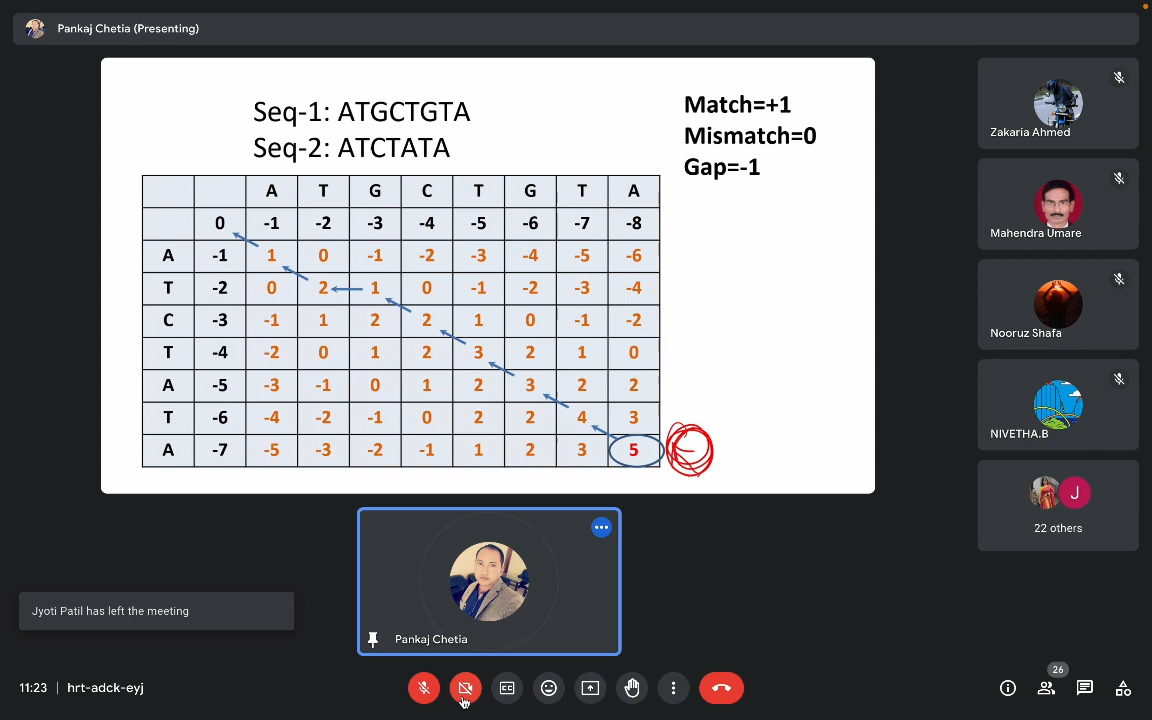 Pankaj Chetia (Presenting)
Seq-1: ATGCTGTA
Seq-2: ATCTATA
Match=+1
Mismatch=0
Gap=-1
A T G C T G T A
0 -1 -2 -3 -4 -5 -6 -7 -8
A -1 1 0 -1 -2 -3 -4 -5 -6
T -2 0 2 1 0 -1 -2 -3 -4
C -3 -1 1 2 2 1 0 -1 -2
T -4 -2 0 1 2 3 2 1 0
A -5 -3 -1 0 1 2 3 2 2
T -6 -4 -2 -1 0 2 2 4 3
A -7 -5 -3 -2 -1 1 2 3 5
Zakaria Ahmed
Mahendra Umare
Nooruz Shafa
NIVETHA.B
J
22 others
Jyoti Patil has left the meeting
Pankaj Chetia
11:23 | hrt-adck-eyj
CC
26